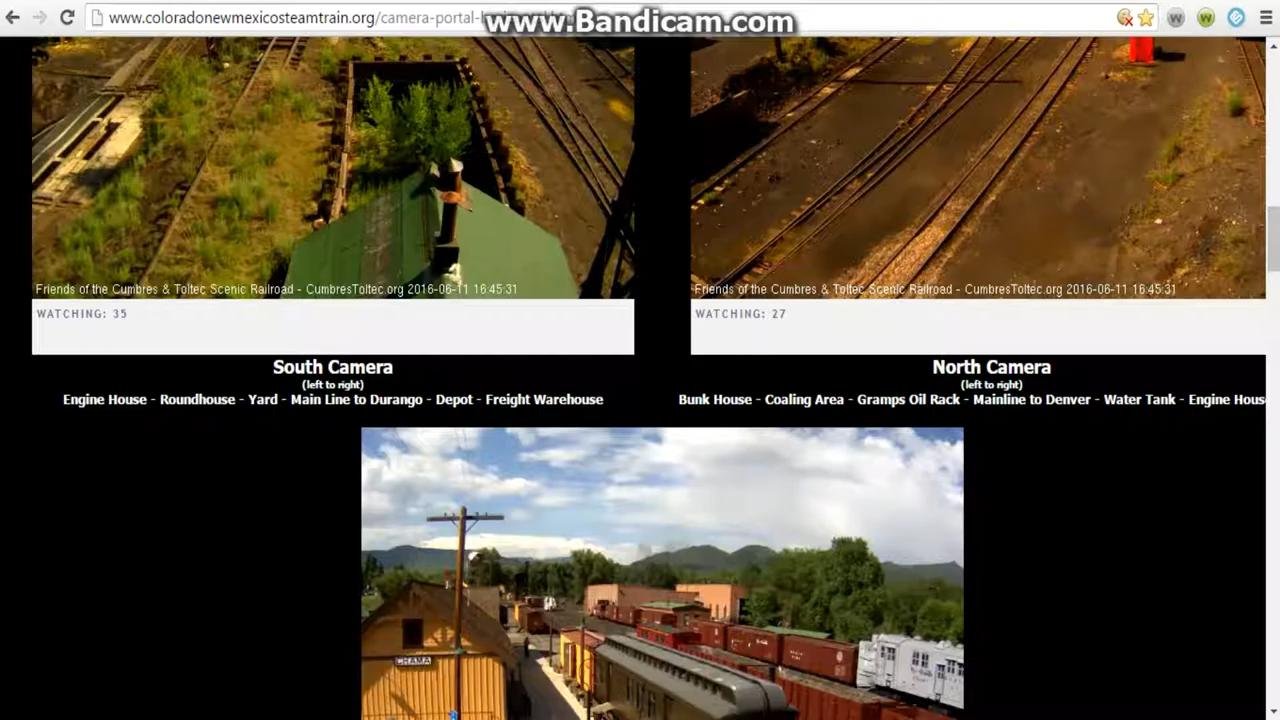 www.coloradonewmexicosteamtrain.org/camera-portal-
www.Bandicam.com
Friends of the Cumbres & Toltec Scenic Railroad - CumbresToltec.org 2016-06-11 16:45:31
Friends of the Cumbres & Toltec Scenic Railroad - CumbresToltec.org 2016-06-11 16:45:31
WATCHING: 35
WATCHING: 27
South Camera
(left to right)
Engine House - Roundhouse - Yard - Main Line to Durango - Depot - Freight Warehouse
North Camera
(left to right)
Bunk House - Coaling Area - Gramps Oil Rack - Mainline to Denver - Water Tank - Engine Hous
CHAMA